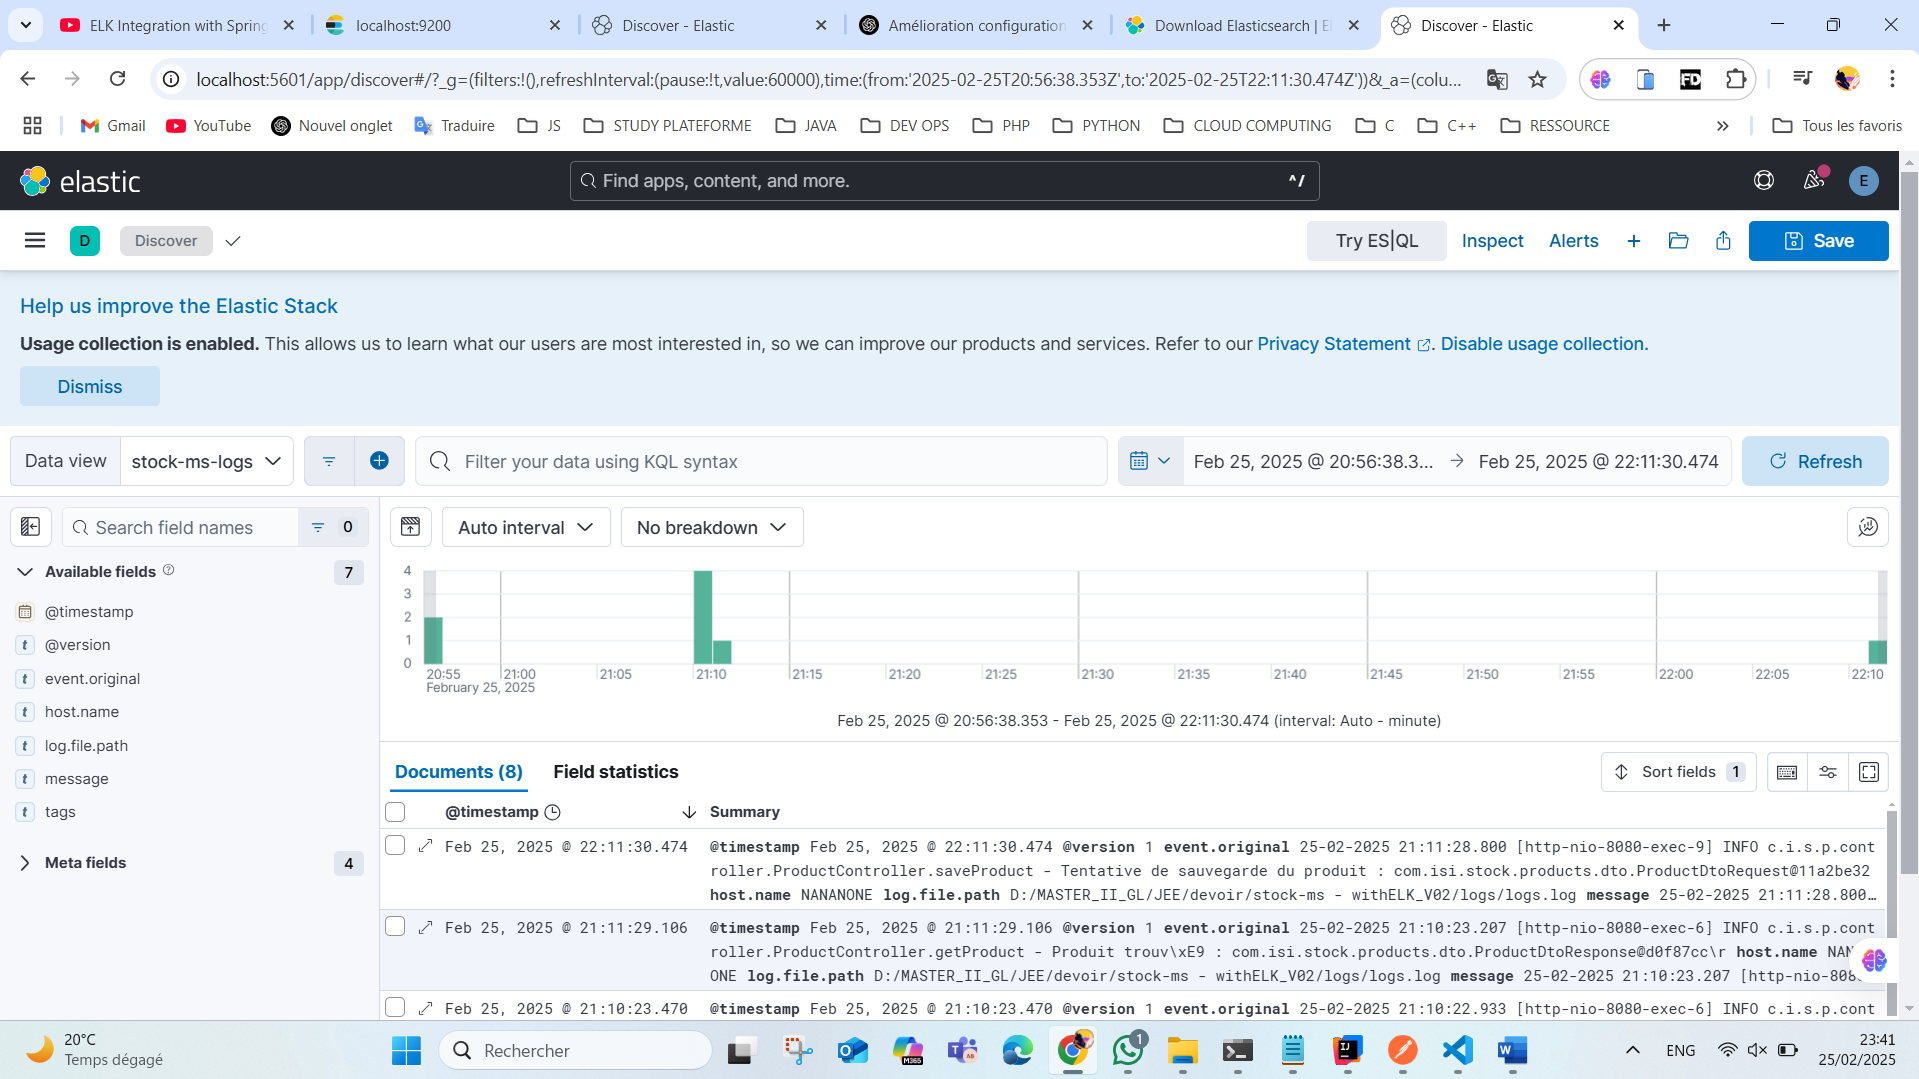 ELK Integration with Spring
localhost:9200
Discover - Elastic
Amélioration configuration
Download Elasticsearch | El
Discover - Elastic
localhost:5601/app/discover#/?_g=(filters:!(),refreshInterval:(pause:!t,value:60000),time:(from:'2025-02-25T20:56:38.353Z',to:'2025-02-25T22:11:30.474Z'))&_a=(colu...
Gmail YouTube Nouvel onglet Traduire JS STUDY PLATEFORME JAVA DEV OPS PHP PYTHON CLOUD COMPUTING C C++ RESSOURCE » Tous les favoris
elastic
Find apps, content, and more. ^/
E
D Discover Try ES|QL Inspect Alerts + Save
Help us improve the Elastic Stack
Usage collection is enabled. This allows us to learn what our users are most interested in, so we can improve our products and services. Refer to our Privacy Statement. Disable usage collection.
Dismiss
Data view stock-ms-logs Filter your data using KQL syntax Feb 25, 2025 @ 20:56:38.3... → Feb 25, 2025 @ 22:11:30.474 Refresh
Search field names 0
Auto interval No breakdown
Available fields 7
@timestamp
@version
event.original
host.name
log.file.path
message
tags
Meta fields 4
4
3
2
1
0
20:55 21:00 21:05 21:10 21:15 21:20 21:25 21:30 21:35 21:40 21:45 21:50 21:55 22:00 22:05 22:10
February 25, 2025
Feb 25, 2025 @ 20:56:38.353 - Feb 25, 2025 @ 22:11:30.474 (interval: Auto - minute)
Documents (8) Field statistics Sort fields 1
@timestamp Summary
Feb 25, 2025 @ 22:11:30.474 @timestamp Feb 25, 2025 @ 22:11:30.474 @version 1 event.original 25-02-2025 21:11:28.800 [http-nio-8080-exec-9] INFO c.i.s.p.cont
roller.ProductController.saveProduct - Tentative de sauvegarde du produit : com.isi.stock.products.dto.ProductDtoRequest@11a2be32
host.name NANANONE log.file.path D:/MASTER_II_GL/JEE/devoir/stock-ms - withELK_V02/logs/logs.log message 25-02-2025 21:11:28.800...
Feb 25, 2025 @ 21:11:29.106 @timestamp Feb 25, 2025 @ 21:11:29.106 @version 1 event.original 25-02-2025 21:10:23.207 [http-nio-8080-exec-6] INFO c.i.s.p.cont
roller.ProductController.getProduct - Produit trouv\xE9 : com.isi.stock.products.dto.ProductDtoResponse@d0f87cc\r host.name NAN
ONE log.file.path D:/MASTER_II_GL/JEE/devoir/stock-ms - withELK_V02/logs/logs.log message 25-02-2025 21:10:23.207 [http-nio-808
Feb 25, 2025 @ 21:10:23.470 @timestamp Feb 25, 2025 @ 21:10:23.470 @version 1 event.original 25-02-2025 21:10:22.933 [http-nio-8080-exec-6] INFO c.i.s.p.cont
20°C
Temps dégagé
Rechercher
M365
1
IJ
ENG
23:41
25/02/2025